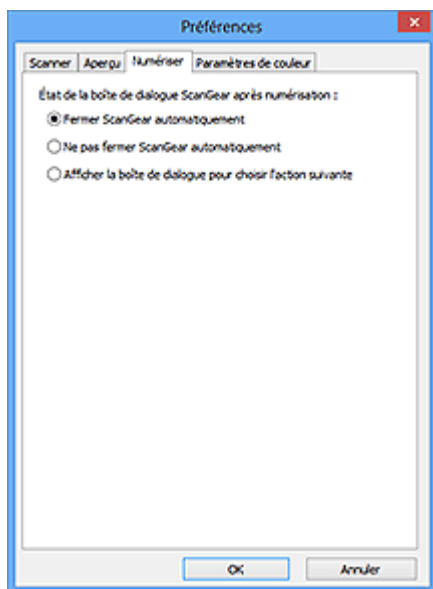 Préférences
Scanner Aperçu Numériser Paramètres de couleur
État de la boîte de dialogue ScanGear après numérisation :
Fermer ScanGear automatiquement
Ne pas fermer ScanGear automatiquement
Afficher la boîte de dialogue pour choisir l'action suivante
OK Annuler